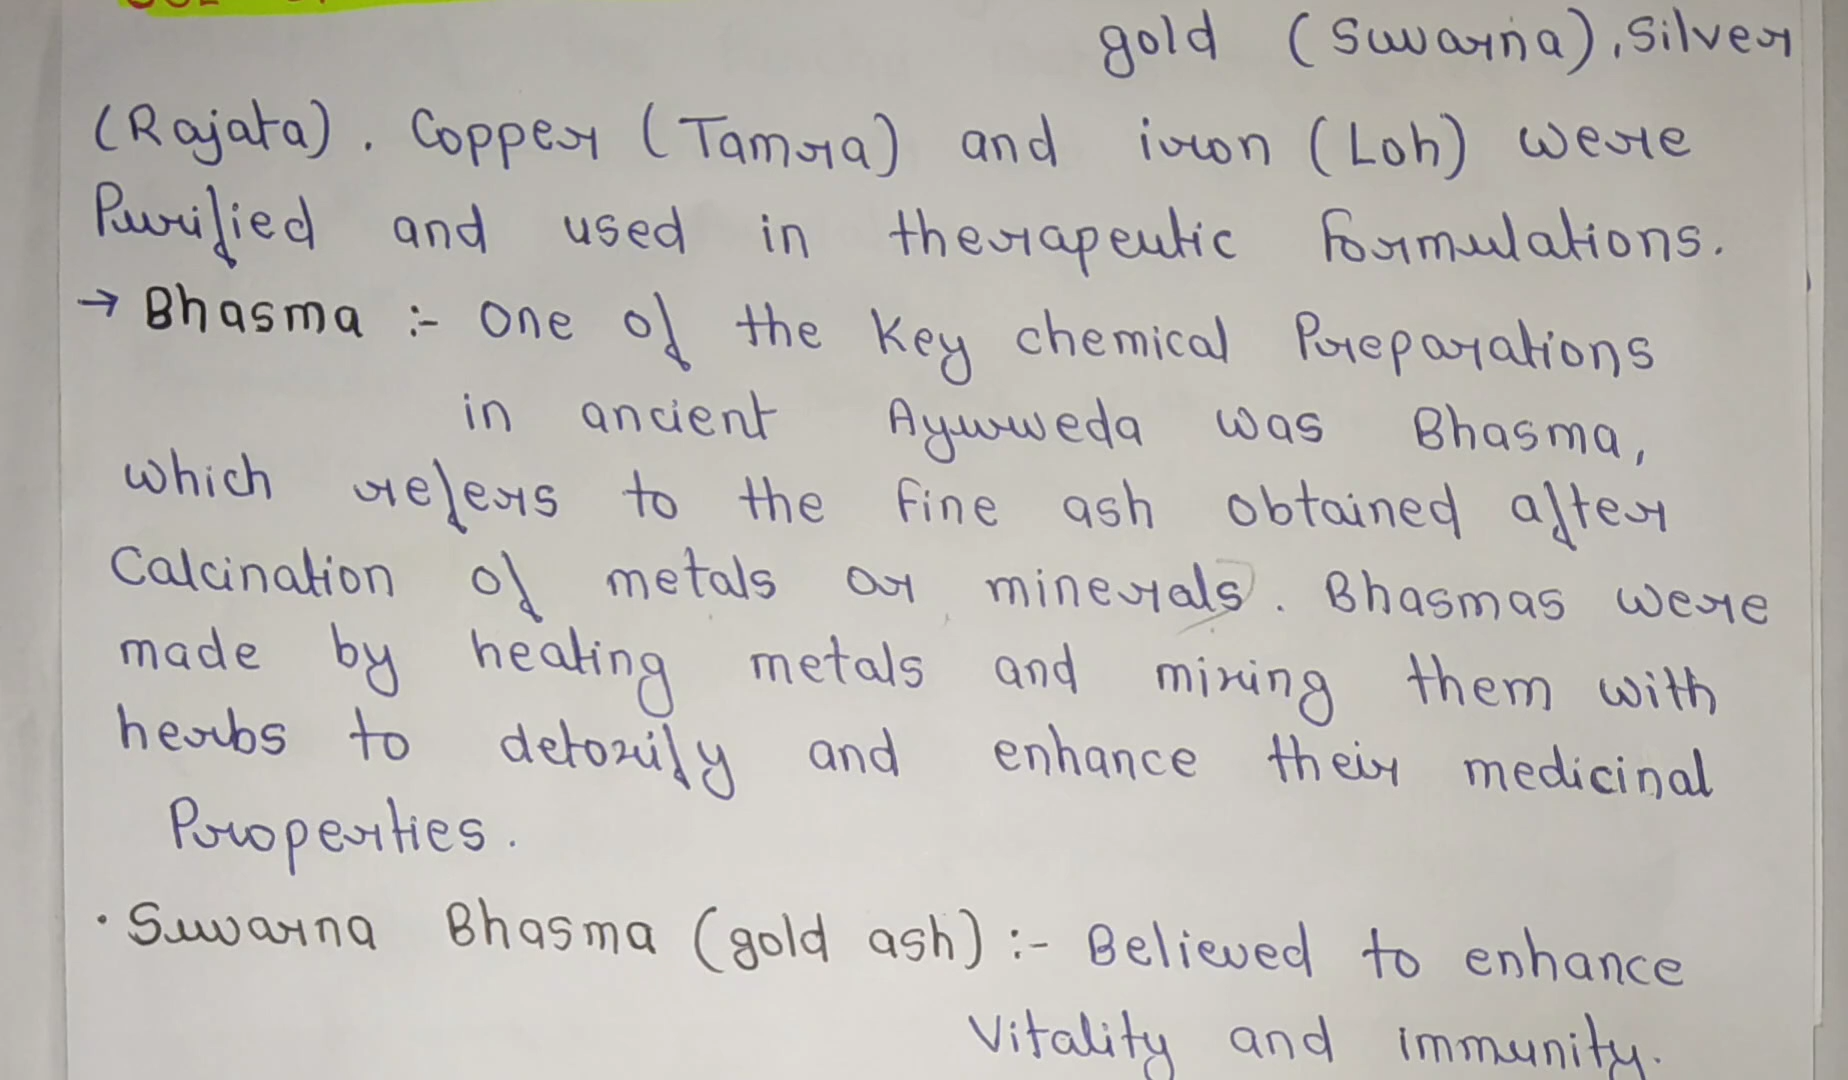 gold (Suvarna), Silver
(Rajata). Copper (Tamra) and iron (Loh) were
Purified and used in therapeutic formulations.
→ Bhasma :- One of the key chemical Preparations
in ancient Ayurveda was Bhasma,
which refers to the fine ash obtained after
Calcination of metals or minerals. Bhasmas were
made by heating metals and mixing them with
herbs to detoxify and enhance their medicinal
Properties.
• Suvarna Bhasma (gold ash) :- Believed to enhance
Vitality and immunity.